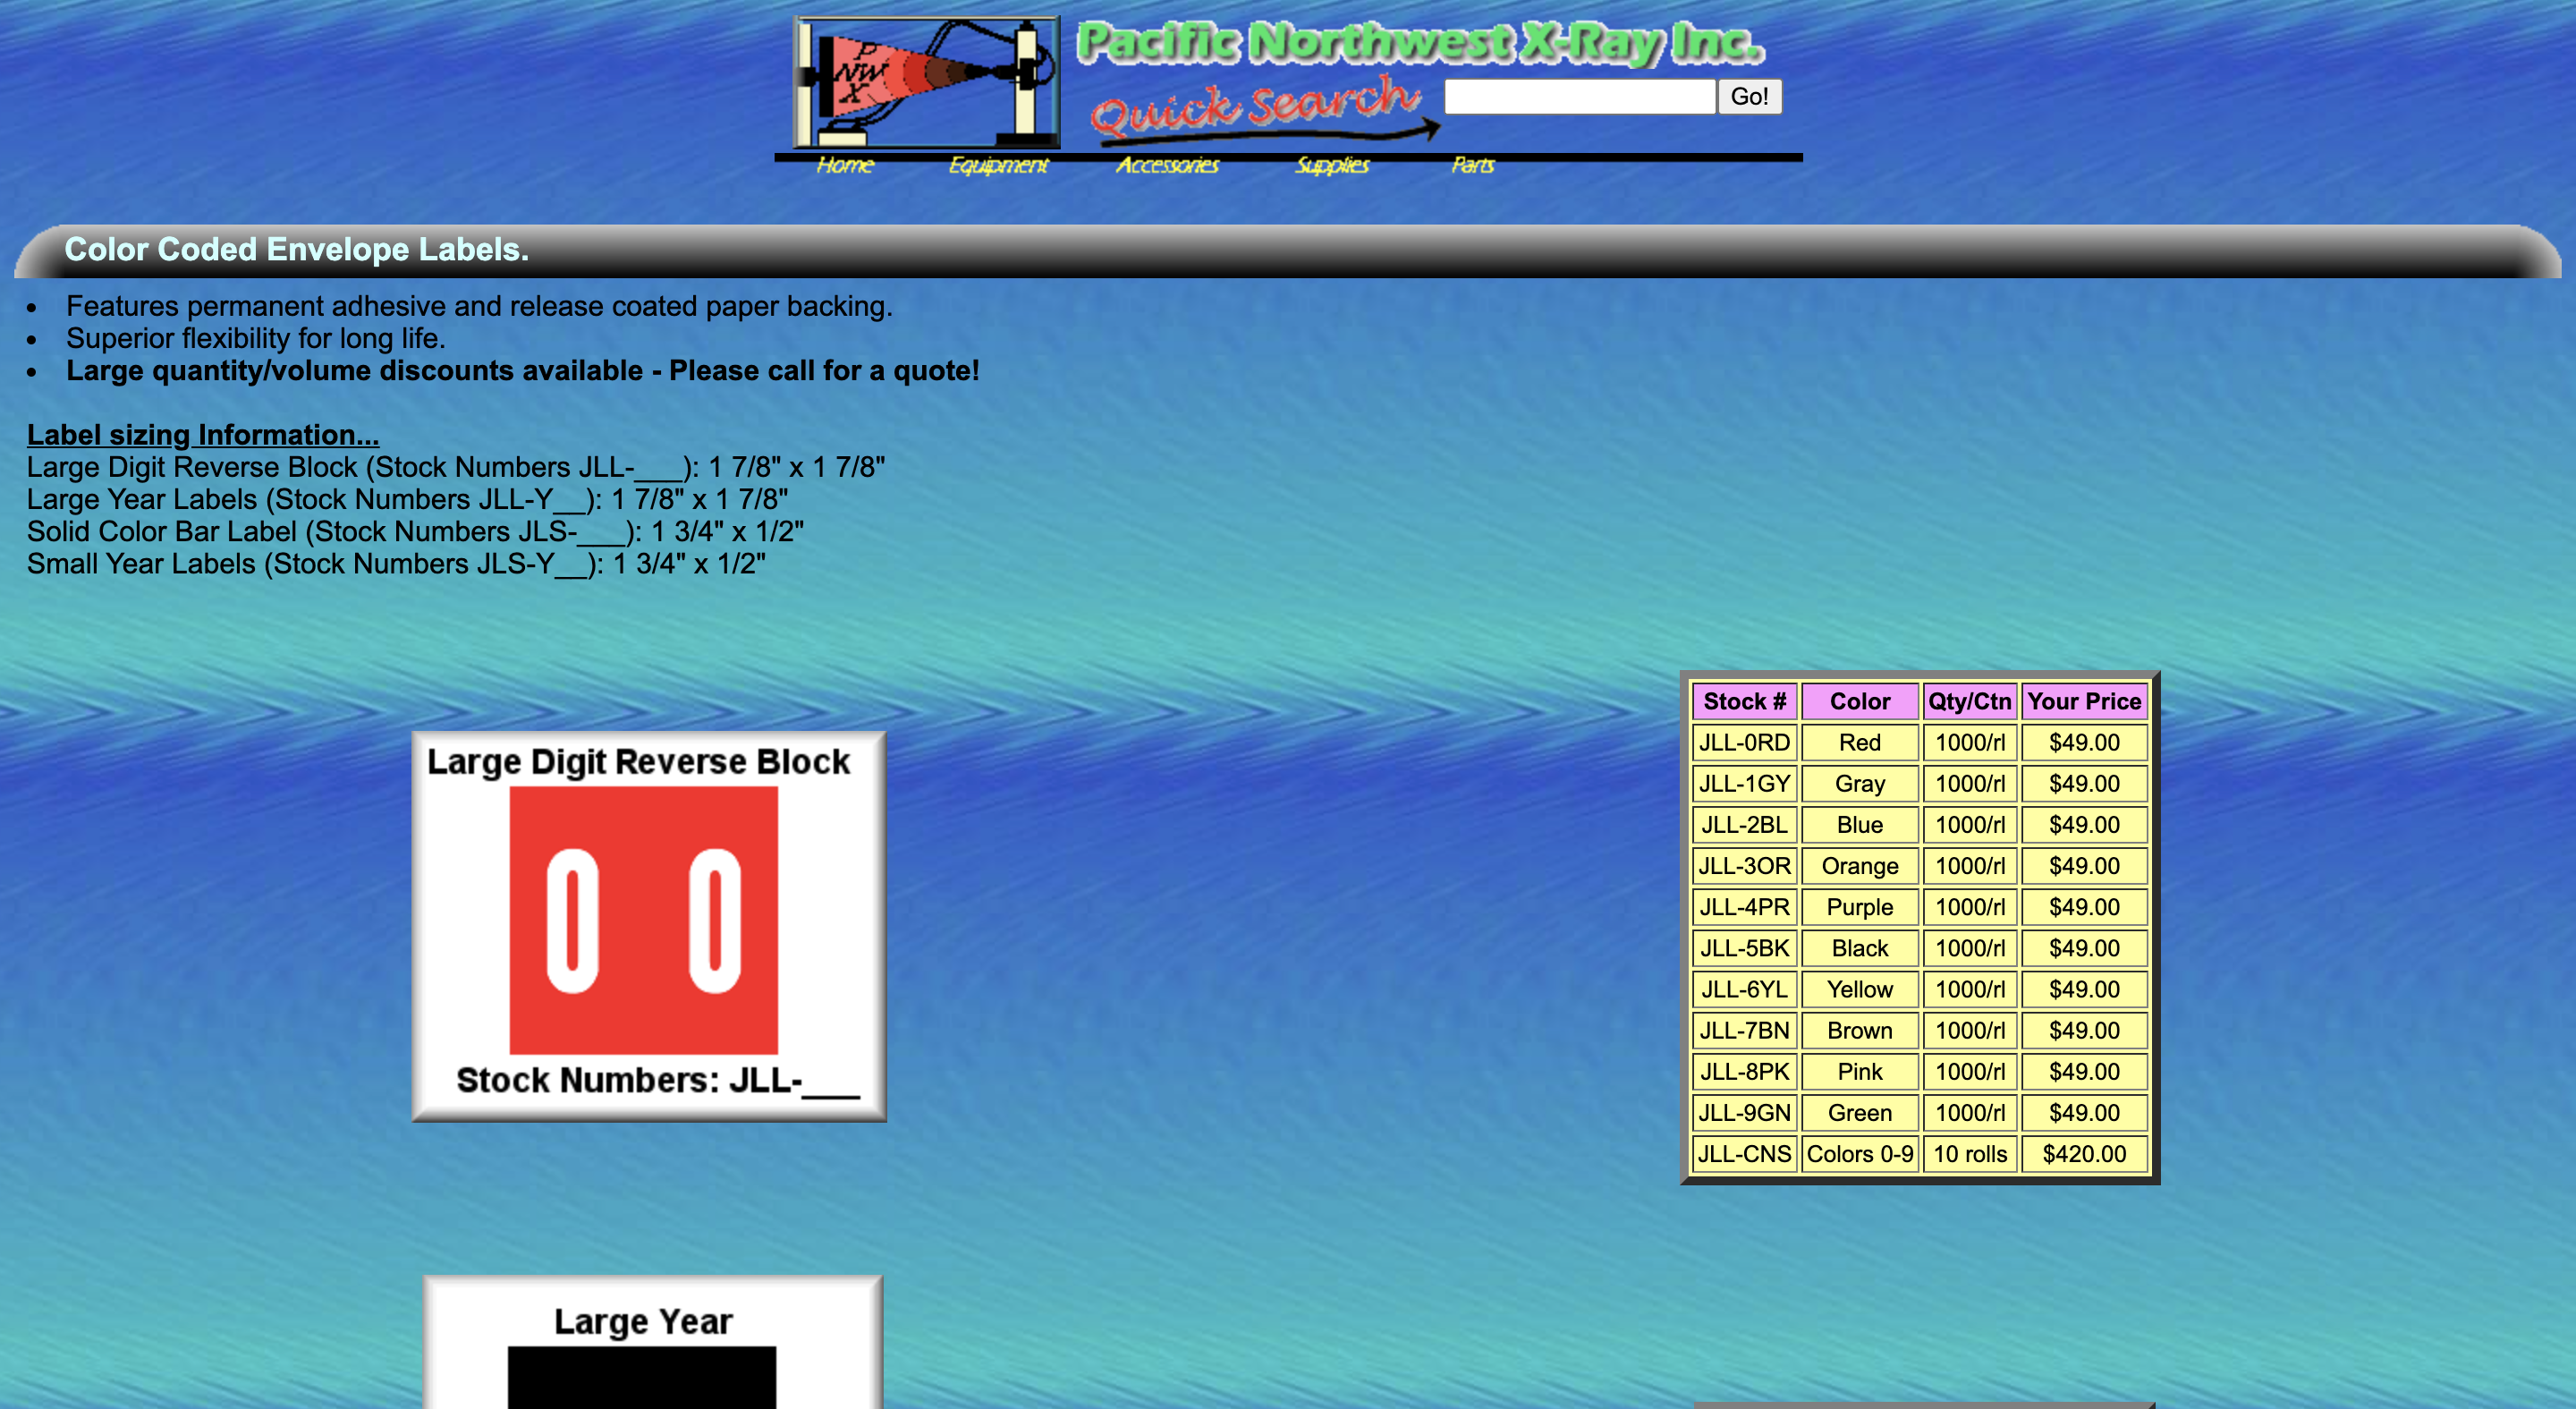 P
NW
X
Pacific Northwest X-Ray Inc.
Quick Search
Go!
Home Equipment Accessories Supplies Parts
Color Coded Envelope Labels.
• Features permanent adhesive and release coated paper backing.
• Superior flexibility for long life.
• Large quantity/volume discounts available - Please call for a quote!
Label sizing Information...
Large Digit Reverse Block (Stock Numbers JLL-___): 1 7/8" x 1 7/8"
Large Year Labels (Stock Numbers JLL-Y__): 1 7/8" x 1 7/8"
Solid Color Bar Label (Stock Numbers JLS-___): 1 3/4" x 1/2"
Small Year Labels (Stock Numbers JLS-Y__): 1 3/4" x 1/2"
Large Digit Reverse Block
0 0
Stock Numbers: JLL-___
Stock # Color Qty/Ctn Your Price
JLL-0RD Red 1000/rl $49.00
JLL-1GY Gray 1000/rl $49.00
JLL-2BL Blue 1000/rl $49.00
JLL-3OR Orange 1000/rl $49.00
JLL-4PR Purple 1000/rl $49.00
JLL-5BK Black 1000/rl $49.00
JLL-6YL Yellow 1000/rl $49.00
JLL-7BN Brown 1000/rl $49.00
JLL-8PK Pink 1000/rl $49.00
JLL-9GN Green 1000/rl $49.00
JLL-CNS Colors 0-9 10 rolls $420.00
Large Year